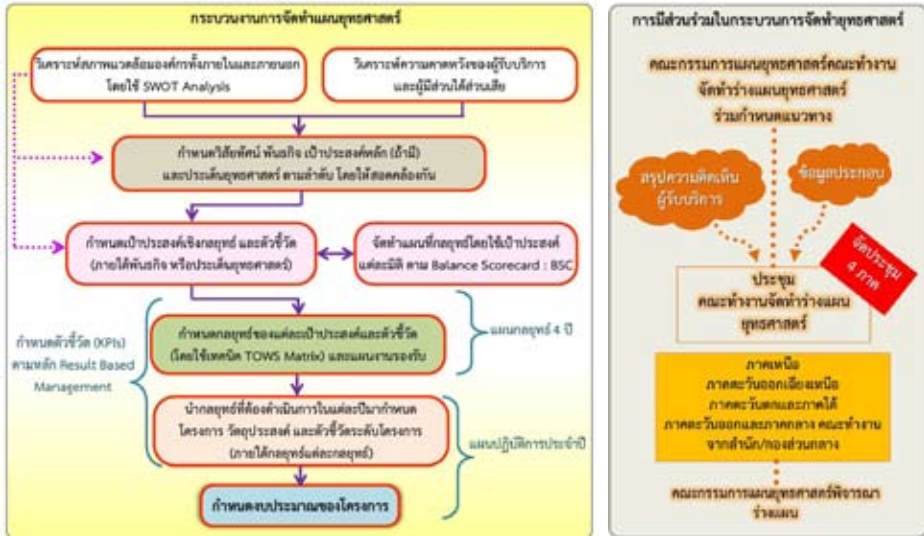 กระบวนงานการจัดทำแผนยุทธศาสตร์
วิเคราะห์สภาพแวดล้อมองค์กรทั้งภายในและภายนอก
โดยใช้ SWOT Analysis
วิเคราะห์ความคาดหวังของผู้รับบริการ
และผู้มีส่วนได้ส่วนเสีย
กำหนดวิสัยทัศน์ พันธกิจ เป้าประสงค์หลัก (ถ้ามี)
และประเด็นยุทธศาสตร์ ตามลำดับ โดยให้สอดคล้องกัน
กำหนดเป้าประสงค์เชิงกลยุทธ์ และตัวชี้วัด
(ภายใต้พันธกิจ หรือประเด็นยุทธศาสตร์)
จัดทำแผนที่กลยุทธ์โดยใช้เป้าประสงค์
แต่ละมิติ ตาม Balance Scorecard : BSC
กำหนดตัวชี้วัด (KPIs)
ตามหลัก Result Based
Management
กำหนดกลยุทธ์ของแต่ละเป้าประสงค์และตัวชี้วัด
(โดยใช้เทคนิค TOWS Matrix) และแผนงานรองรับ
แผนกลยุทธ์ 4 ปี
นำกลยุทธ์ที่ต้องดำเนินการในแต่ละปีมากำหนด
โครงการ วัตถุประสงค์ และตัวชี้วัดระดับโครงการ
(ภายใต้กลยุทธ์แต่ละกลยุทธ์)
แผนปฏิบัติการประจำปี
กำหนดงบประมาณของโครงการ
การมีส่วนร่วมในกระบวนการจัดทำยุทธศาสตร์
คณะกรรมการแผนยุทธศาสตร์คณะทำงาน
จัดทำร่างแผนยุทธศาสตร์
ร่วมกำหนดแนวทาง
สรุปความคิดเห็น
ผู้รับบริการ
ข้อมูลประกอบ
จัดประชุม
4 ภาค
ประชุม
คณะทำงานจัดทำร่างแผน
ยุทธศาสตร์
ภาคเหนือ
ภาคตะวันออกเฉียงเหนือ
ภาคตะวันตกและภาคใต้
ภาคตะวันออกและภาคกลาง คณะทำงาน
จากสำนัก/กองส่วนกลาง
คณะกรรมการแผนยุทธศาสตร์พิจารณา
ร่างแผน